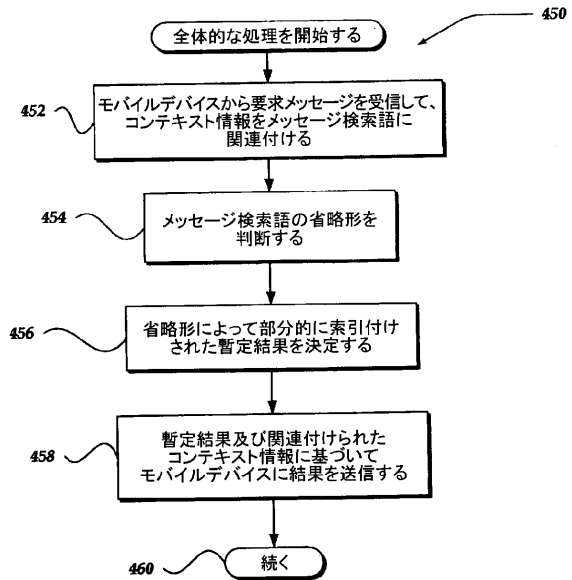 450
全体的な処理を開始する
452
モバイルデバイスから要求メッセージを受信して、
コンテキスト情報をメッセージ検索語に
関連付ける
454
メッセージ検索語の省略形を
判断する
456
省略形によって部分的に索引付け
された暫定結果を決定する
458
暫定結果及び関連付けられた
コンテキスト情報に基づいて
モバイルデバイスに結果を送信する
460
続く